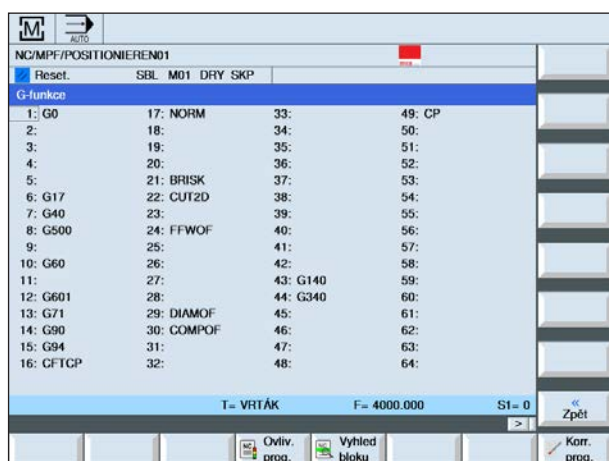 M
AUTO
NC/MPF/POSITIONIEREN01
Reset. SBL M01 DRY SKP
G-funkce
1: G0 17: NORM 33: 49: CP
2: 18: 34: 50:
3: 19: 35: 51:
4: 20: 36: 52:
5: 21: BRISK 37: 53:
6: G17 22: CUT2D 38: 54:
7: G40 23: 39: 55:
8: G500 24: FFWOF 40: 56:
9: 25: 41: 57:
10: G60 26: 42: 58:
11: 27: 43: G140 59:
12: G601 28: 44: G340 60:
13: G71 29: DIAMOF 45: 61:
14: G90 30: COMPOF 46: 62:
15: G94 31: 47: 63:
16: CFTCP 32: 48: 64:
T= VRTÁK F= 4000.000 S1= 0
«
Zpět
>
Ovliv. prog.
Vyhled bloku
Korr. prog.